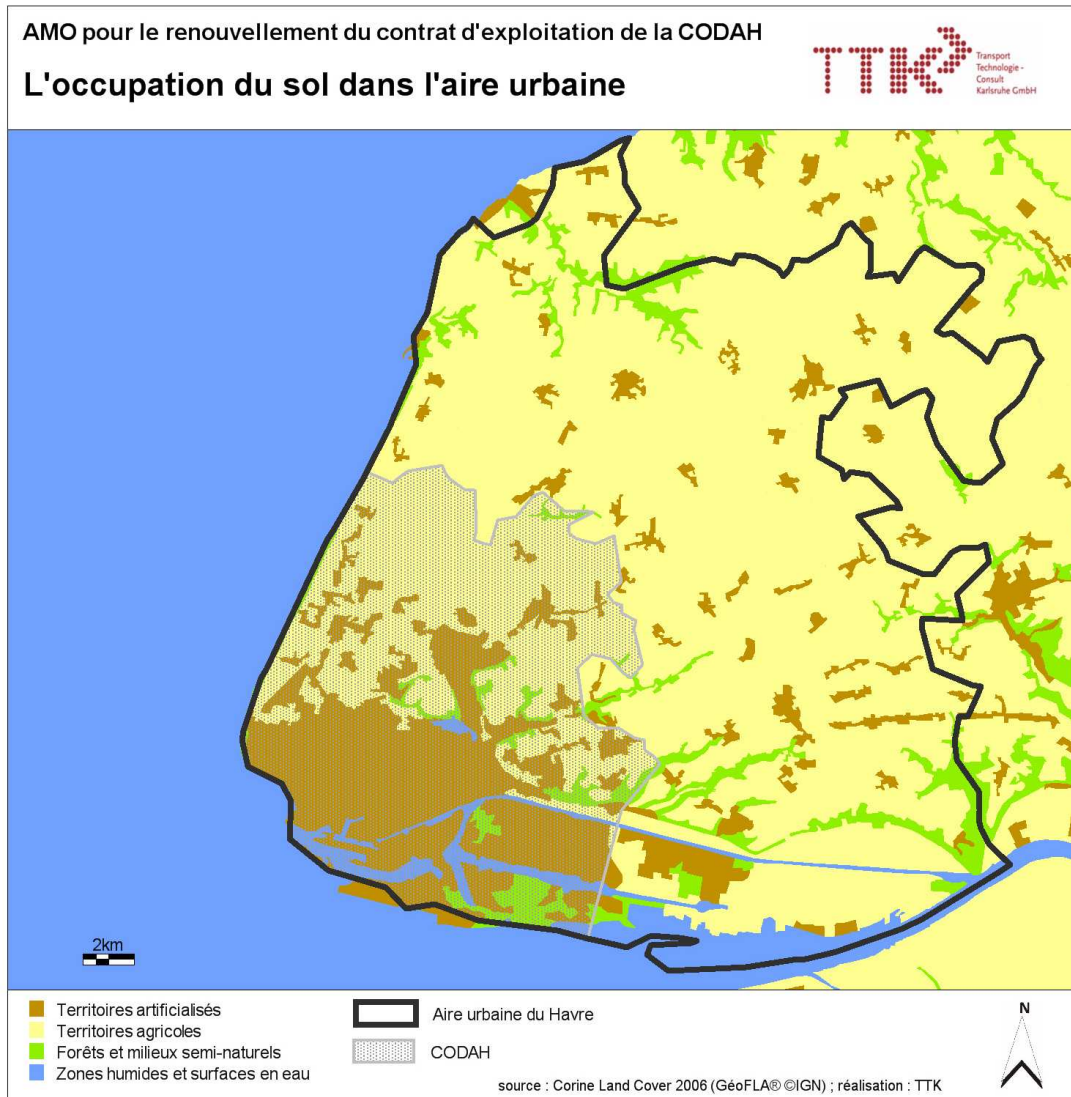 AMO pour le renouvellement du contrat d'exploitation de la CODAH
L'occupation du sol dans l'aire urbaine
TTK
Transport
Technologie -
Consult
Karlsruhe GmbH
2km
Territoires artificialisés
Territoires agricoles
Forêts et milieux semi-naturels
Zones humides et surfaces en eau
Aire urbaine du Havre
CODAH
N
source : Corine Land Cover 2006 (GéoFLA® ©IGN) ; réalisation : TTK